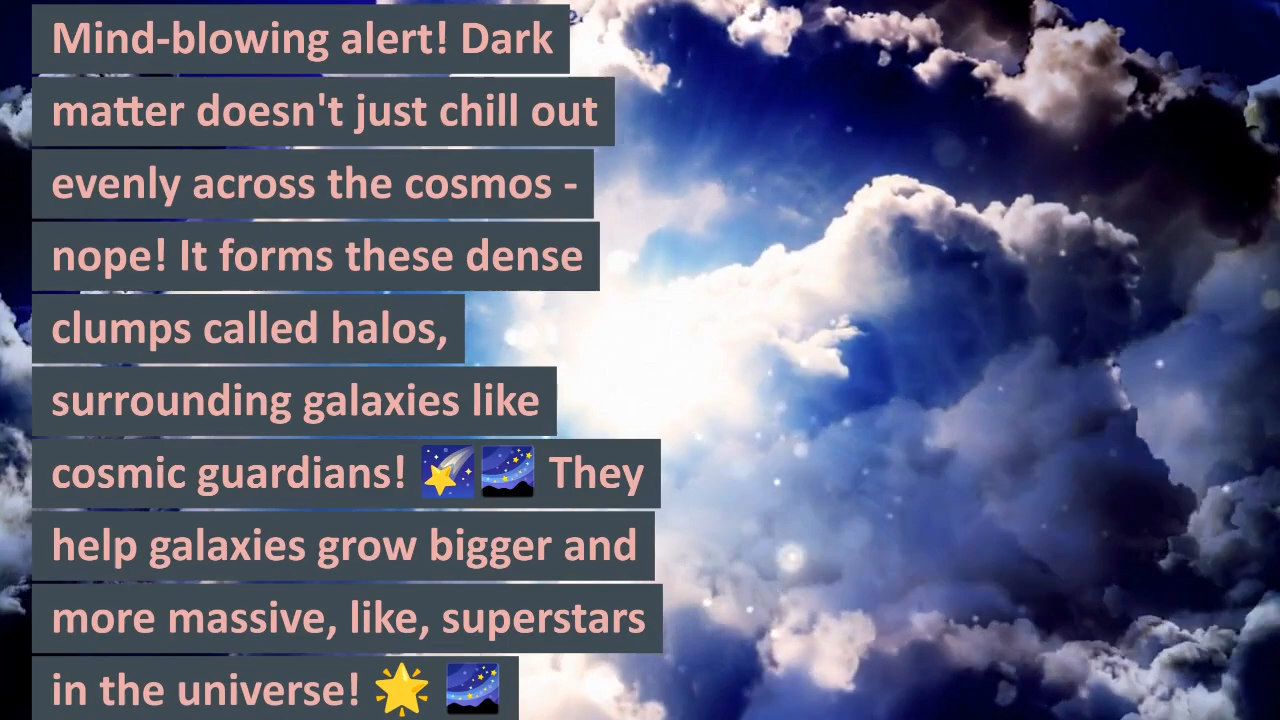 Mind-blowing alert! Dark
matter doesn't just chill out
evenly across the cosmos -
nope! It forms these dense
clumps called halos,
surrounding galaxies like
cosmic guardians! 🌠🌌 They
help galaxies grow bigger and
more massive, like, superstars
in the universe! 🌟 🌌